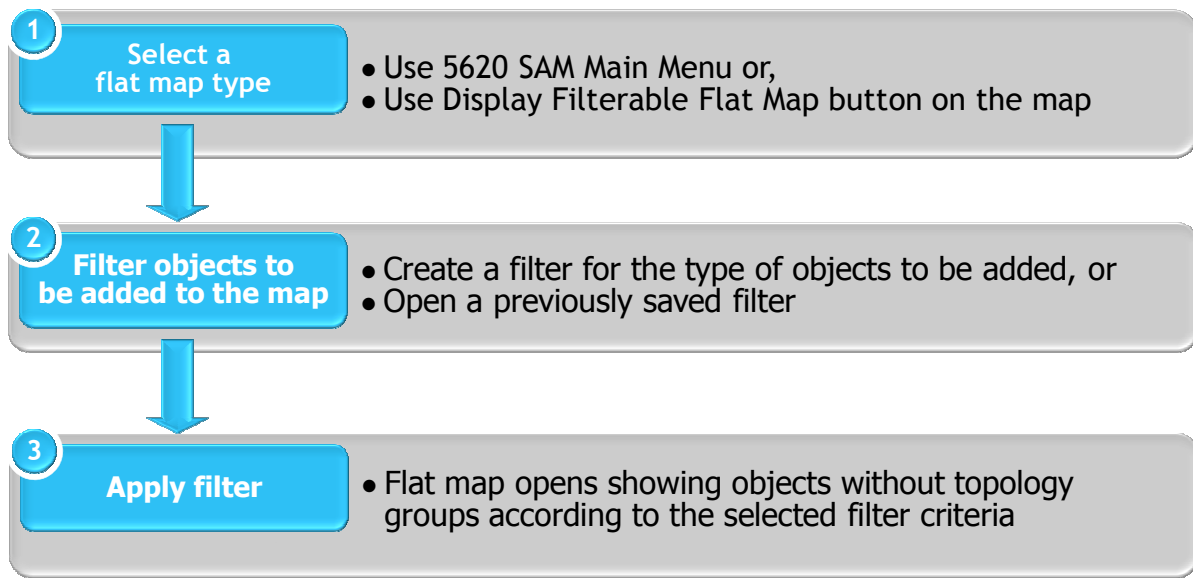 1
Select a
flat map type
• Use 5620 SAM Main Menu or,
• Use Display Filterable Flat Map button on the map
2
Filter objects to
be added to the map
• Create a filter for the type of objects to be added, or
• Open a previously saved filter
3
Apply filter
• Flat map opens showing objects without topology
groups according to the selected filter criteria